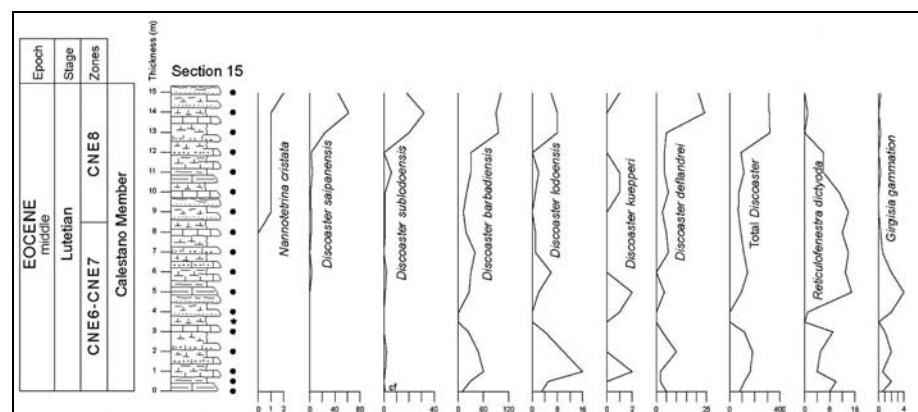 Epoch
Stage
Zones
Thickness (m)
Section 15
EOCENE
middle
Lutetian
CNE6-CNE7
CNE8
Calestano Member
15
14
13
12
11
10
9
8
7
6
5
4
3
2
1
0
Nannotetrina cristata
Discoaster saipanensis
Discoaster sublodoensis
Discoaster barbadiensis
Discoaster lodoensis
Discoaster kuepperi
Discoaster deflandrei
Total Discoaster
Reticulofenestra dictyoda
Girgisia gammation
cf
0 1 2
0 40 80
0 40
0 60 120
0 8 16
0 2
0 25
0 400
0 8 16
0 4